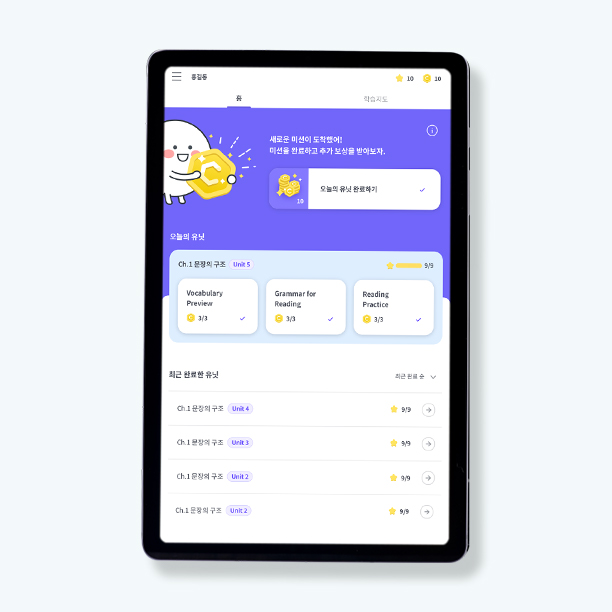 홍길동
10
10
홈
학습지도
새로운 미션이 도착했어!
미션을 완료하고 추가 보상을 받아보자.
10
오늘의 유닛 완료하기
오늘의 유닛
Ch.1 문장의 구조 Unit 5
9/9
Vocabulary
Preview
3/3
Grammar for
Reading
3/3
Reading
Practice
3/3
최근 완료한 유닛
최근 완료 순
Ch.1 문장의 구조 Unit 4 9/9
Ch.1 문장의 구조 Unit 3 9/9
Ch.1 문장의 구조 Unit 2 9/9
Ch.1 문장의 구조 Unit 2 9/9